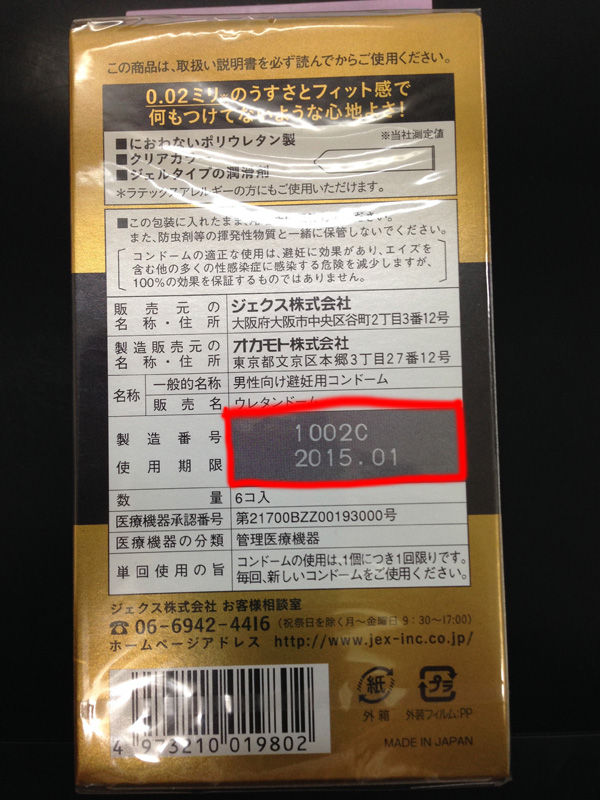 この商品は、取扱い説明書を必ず読んでからご使用ください。
0.02ミリ※のうすさとフィット感で
何もつけてないような心地よさ!
※当社測定値
■におわないポリウレタン製
■クリアカラー
■ジェルタイプの潤滑剤
＊ラテックスアレルギーの方にもご使用いただけます。
■この包装に入れたまま、
また、防虫剤等の揮発性物質と一緒に保管しないでください。
コンドームの適正な使用は、避妊に効果があり、エイズを
含む他の多くの性感染症に感染する危険を減少しますが、
100%の効果を保証するものではありません。
販売元の名称・住所
ジェクス株式会社
大阪府大阪市中央区谷町2丁目3番12号
製造販売元の名称・住所
オカモト株式会社
東京都文京区本郷3丁目27番12号
名称 一般的名称 男性向け避妊用コンドーム
販売名 ウレタンドーム
製造番号 1002C
使用期限 2015.01
数量 6コ入
医療機器承認番号 第21700BZZ00193000号
医療機器の分類 管理医療機器
単回使用の旨 コンドームの使用は、1個につき1回限りです。
毎回、新しいコンドームをご使用ください。
ジェクス株式会社 お客様相談室
☎06-6942-4416（祝祭日を除く月〜金曜日 9:30〜17:00）
ホームページアドレス http://www.jex-inc.co.jp/
紙
外箱
プラ
外装フィルム:PP
4 973210 019802
MADE IN JAPAN